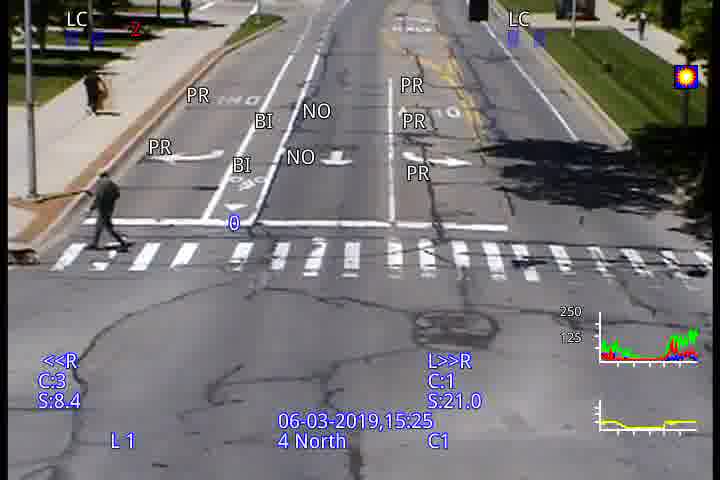 LC
LC
Z
PR
PR
NO
BI
PR
PR
NO
BI
PR
0
250
125
<<R
L>>R
C:3
C:1
S:8.4
S:21.0
06-03-2019,15:25
L 1
4 North
C1